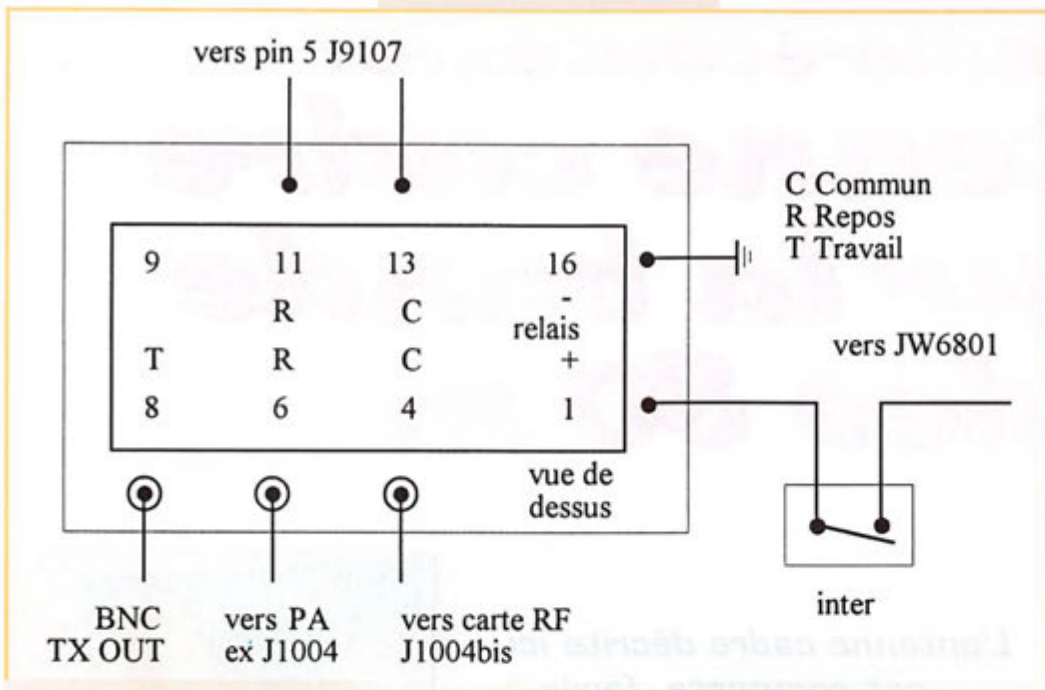 vers pin 5 J9107
C Commun
R Repos
T Travail
9 11 13 16
R C -
relais
T R C +
8 6 4 1
vers JW6801
vue de
dessus
inter
BNC
TX OUT
vers PA
ex J1004
vers carte RF
J1004bis
L'antenne cadre décrite ici